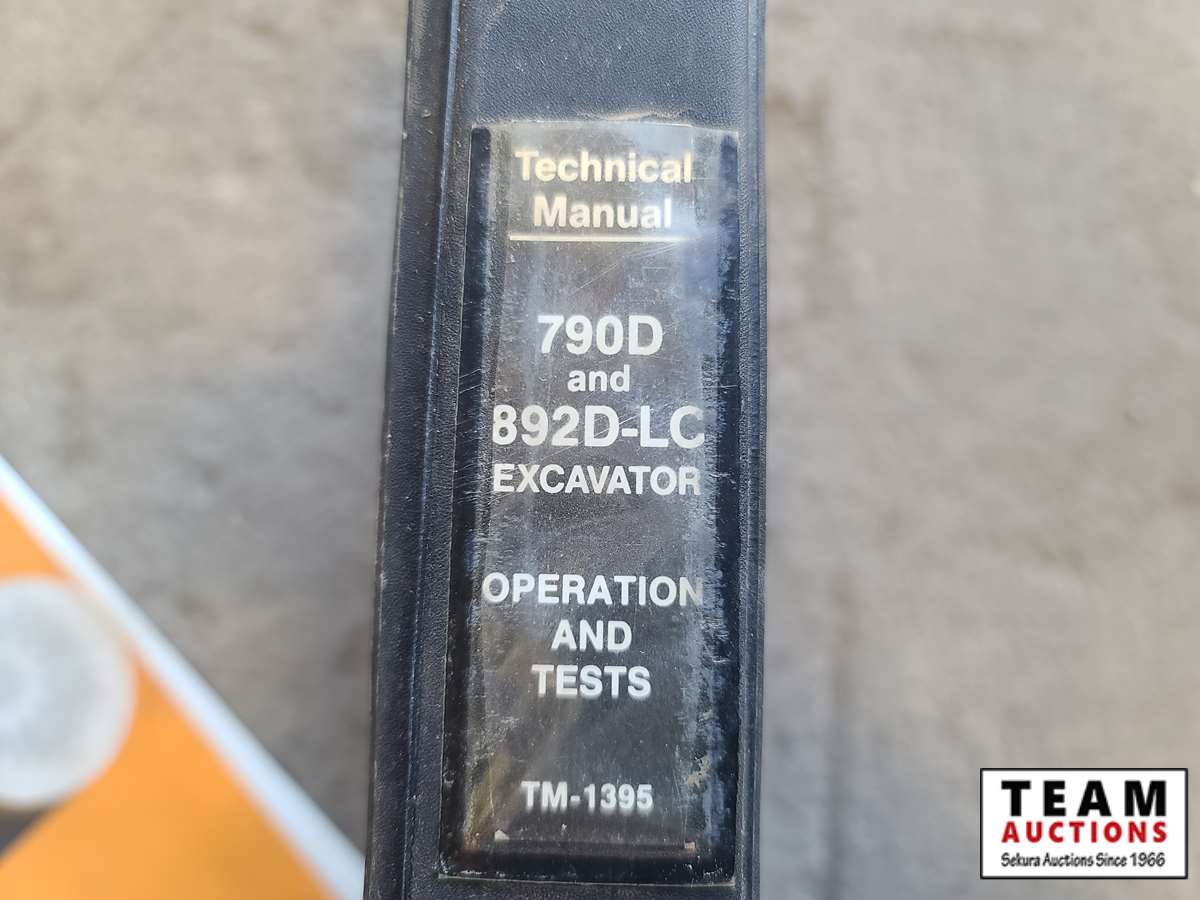 Technical
Manual
790D
and
892D-LC
EXCAVATOR
OPERATION
AND
TESTS
TM-1395
TEAM
AUCTIONS
Sekura Auctions Since 1966